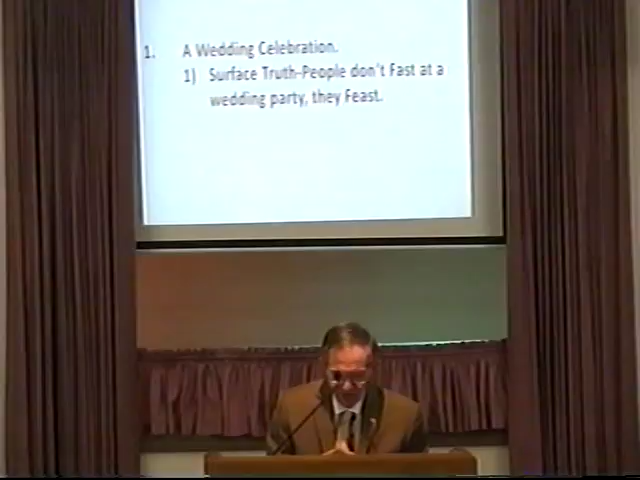 1. A Wedding Celebration.
1) Surface Truth-People don't Fast at a
wedding party, they Feast.